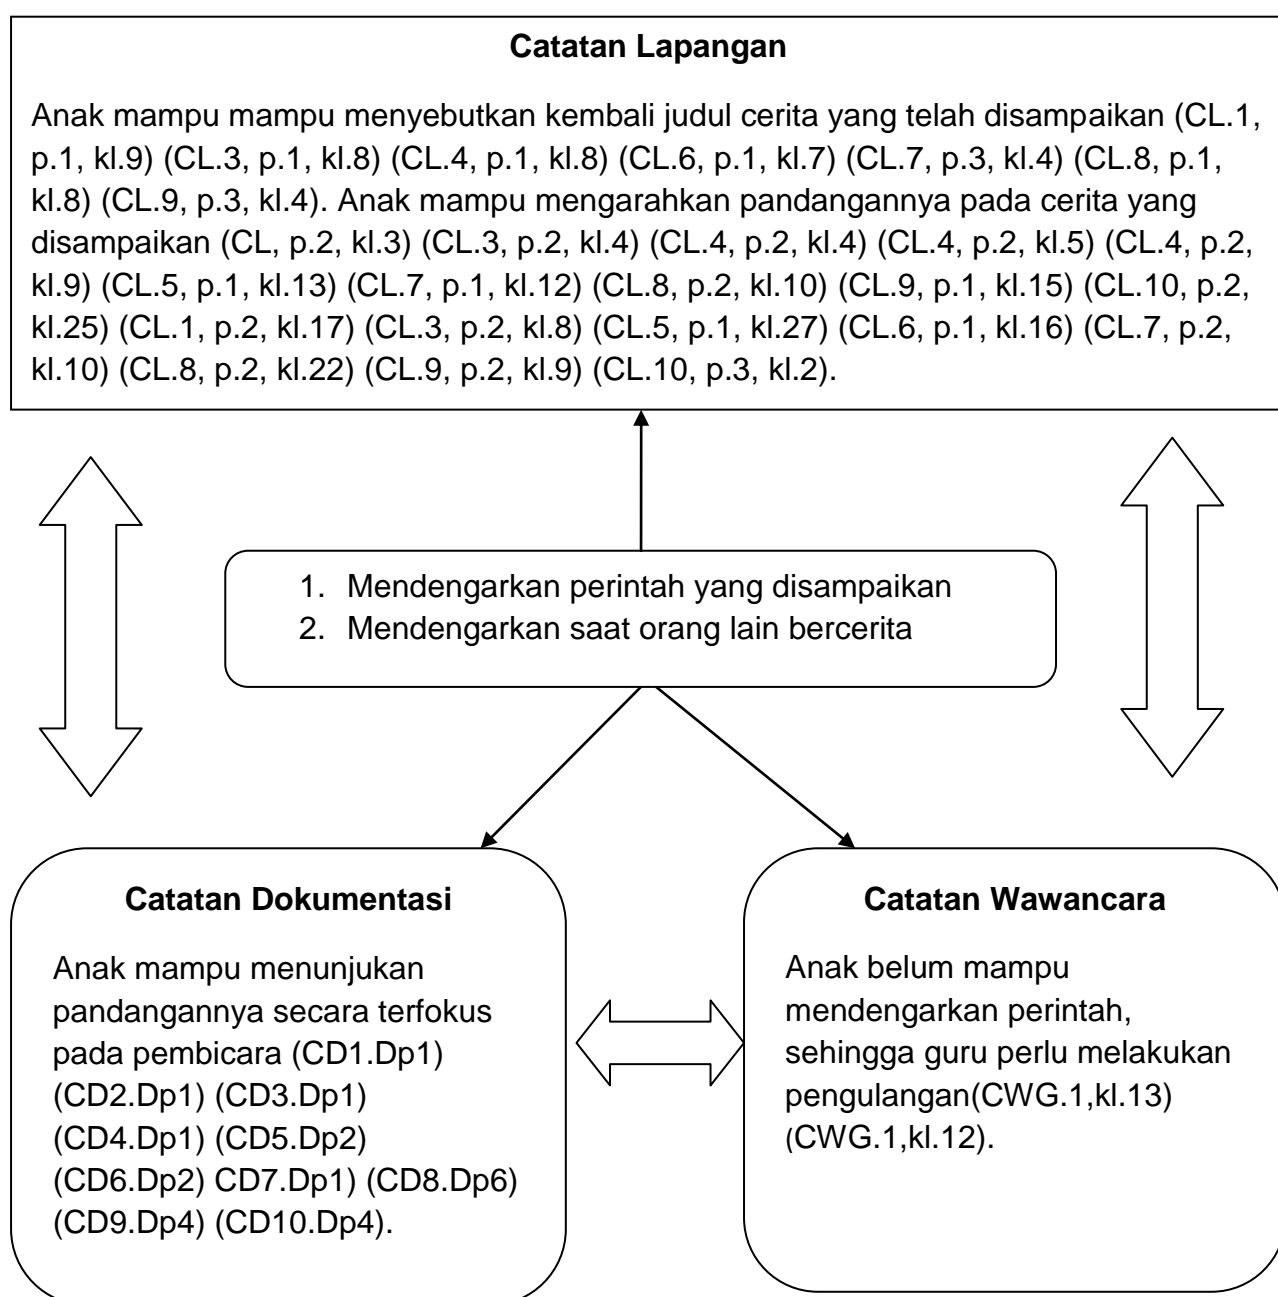 Catatan Lapangan
Anak mampu mampu menyebutkan kembali judul cerita yang telah disampaikan (CL.1,
p.1, kl.9) (CL.3, p.1, kl.8) (CL.4, p.1, kl.8) (CL.6, p.1, kl.7) (CL.7, p.3, kl.4) (CL.8, p.1,
kl.8) (CL.9, p.3, kl.4). Anak mampu mengarahkan pandangannya pada cerita yang
disampaikan (CL, p.2, kl.3) (CL.3, p.2, kl.4) (CL.4, p.2, kl.4) (CL.4, p.2, kl.5) (CL.4, p.2,
kl.9) (CL.5, p.1, kl.13) (CL.7, p.1, kl.12) (CL.8, p.2, kl.10) (CL.9, p.1, kl.15) (CL.10, p.2,
kl.25) (CL.1, p.2, kl.17) (CL.3, p.2, kl.8) (CL.5, p.1, kl.27) (CL.6, p.1, kl.16) (CL.7, p.2,
kl.10) (CL.8, p.2, kl.22) (CL.9, p.2, kl.9) (CL.10, p.3, kl.2).
1. Mendengarkan perintah yang disampaikan
2. Mendengarkan saat orang lain bercerita
Catatan Dokumentasi
Anak mampu menunjukan
pandangannya secara terfokus
pada pembicara (CD1.Dp1)
(CD2.Dp1) (CD3.Dp1)
(CD4.Dp1) (CD5.Dp2)
(CD6.Dp2) CD7.Dp1) (CD8.Dp6)
(CD9.Dp4) (CD10.Dp4).
Catatan Wawancara
Anak belum mampu
mendengarkan perintah,
sehingga guru perlu melakukan
pengulangan(CWG.1,kl.13)
(CWG.1,kl.12).